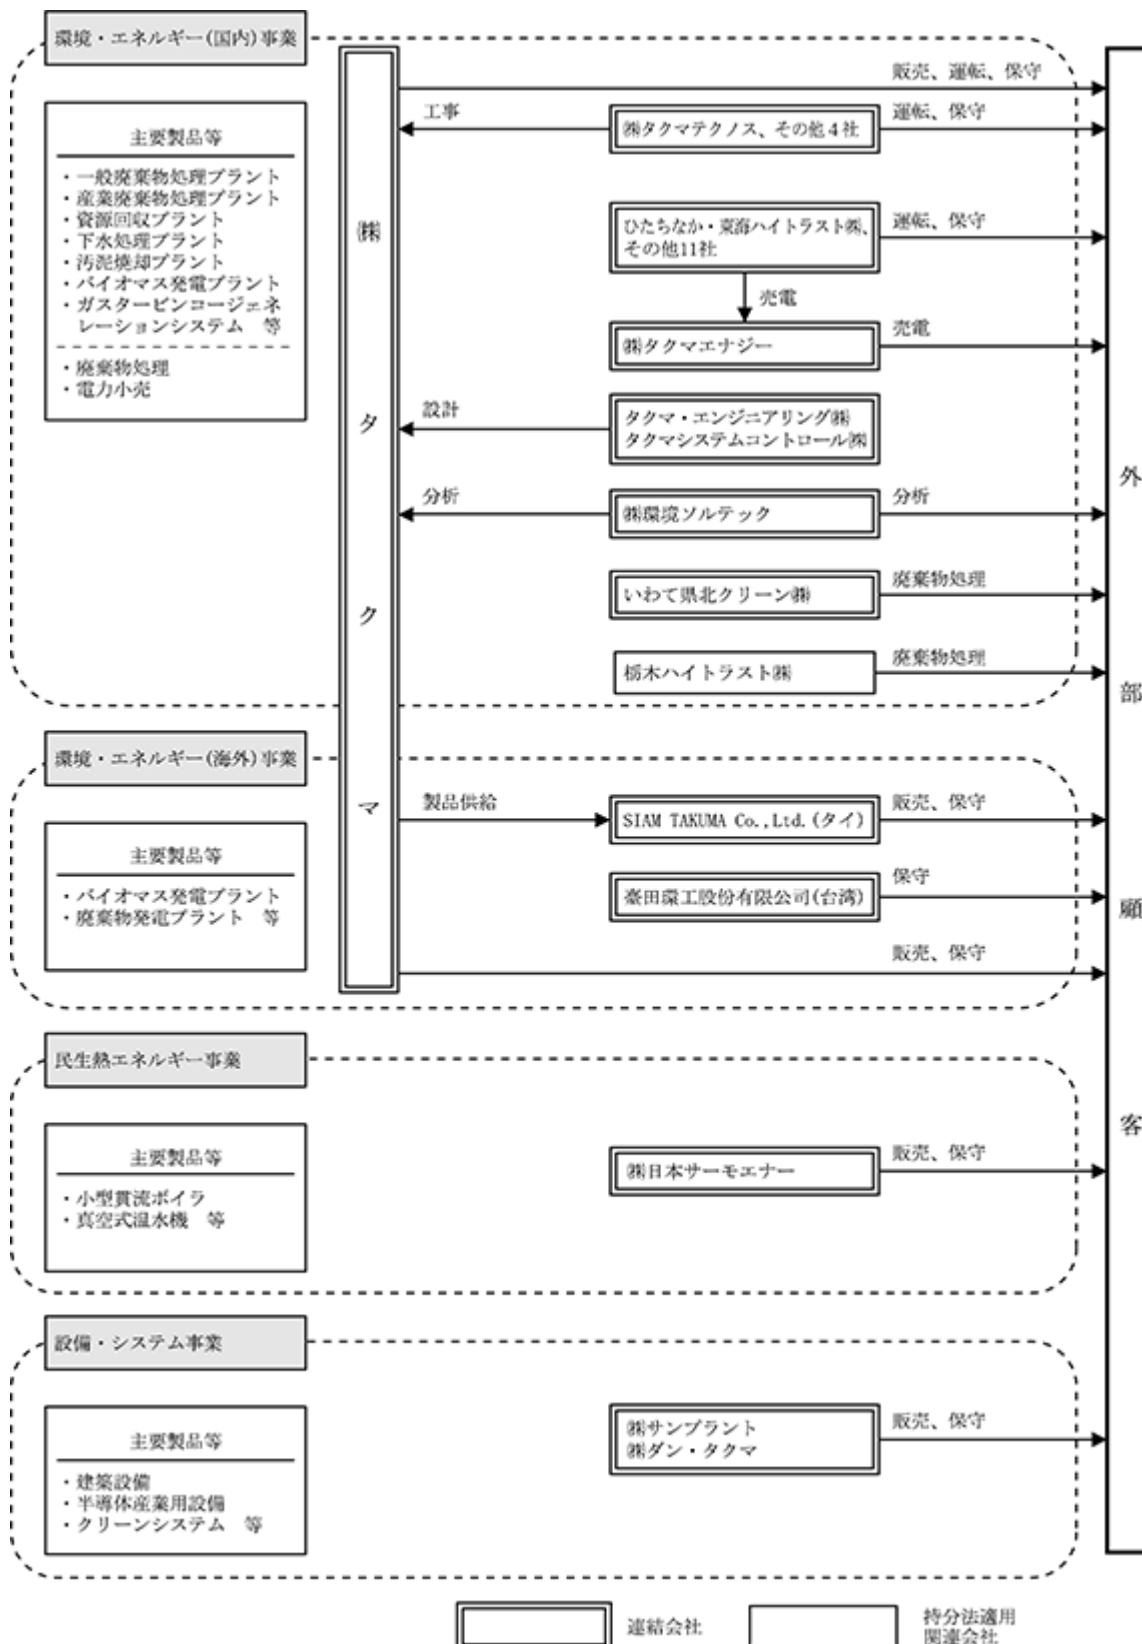 環境・エネルギー(国内)事業
主要製品等
・一般廃棄物処理プラント
・産業廃棄物処理プラント
・資源回収プラント
・下水処理プラント
・汚泥焼却プラント
・バイオマス発電プラント
・ガスタービンコージェネ
レーションシステム 等
・廃棄物処理
・電力小売
㈱タクマ
販売、運転、保守
工事
㈱タクマテクノス、その他4社
運転、保守
ひたちなか・東海ハイトラスト㈱、
その他11社
運転、保守
売電
㈱タクマエナジー
売電
設計
タクマ・エンジニアリング㈱
タクマシステムコントロール㈱
分析
㈱環境ソルテック
分析
いわて県北クリーン㈱
廃棄物処理
栃木ハイトラスト㈱
廃棄物処理
外部顧客
環境・エネルギー(海外)事業
主要製品等
・バイオマス発電プラント
・廃棄物発電プラント 等
製品供給
SIAM TAKUMA Co.,Ltd.(タイ)
販売、保守
臺田環工股份有限公司(台湾)
保守
販売、保守
民生熱エネルギー事業
主要製品等
・小型貫流ボイラ
・真空式温水機 等
㈱日本サーモエナー
販売、保守
設備・システム事業
主要製品等
・建築設備
・半導体産業用設備
・クリーンシステム 等
㈱サンプラント
㈱ダン・タクマ
販売、保守
連結会社
持分法適用
関連会社